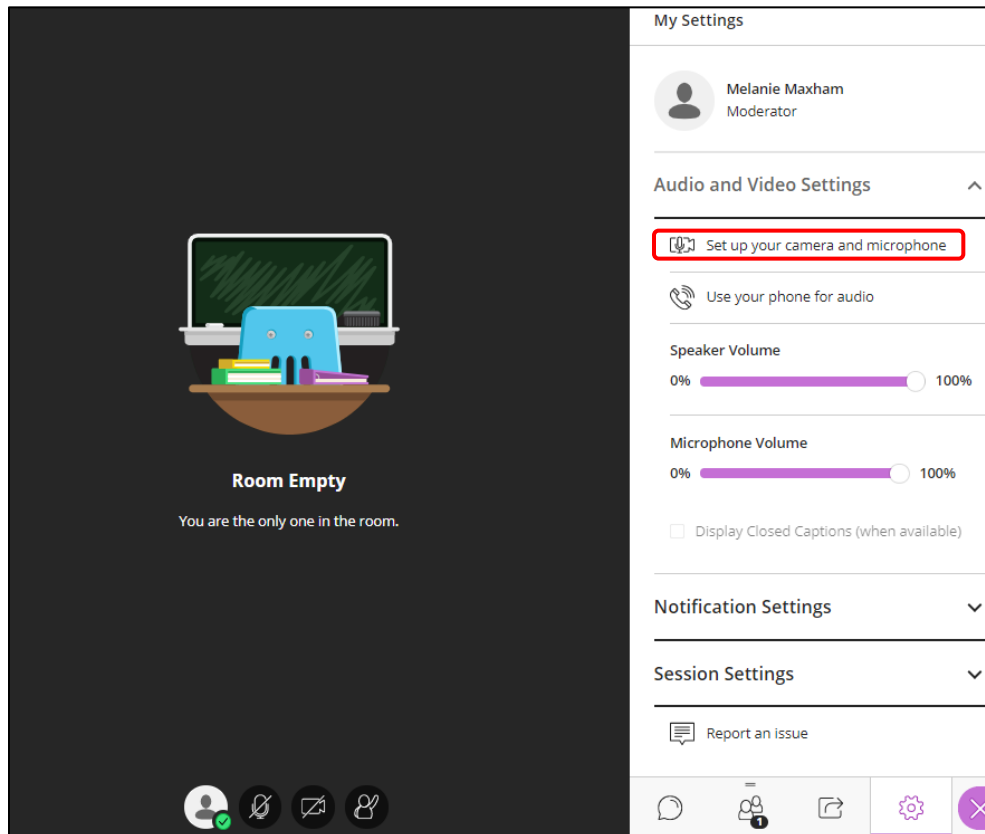 Room Empty
You are the only one in the room.
My Settings
Melanie Maxham
Moderator
Audio and Video Settings
Set up your camera and microphone
Use your phone for audio
Speaker Volume
0% 100%
Microphone Volume
0% 100%
Display Closed Captions (when available)
Notification Settings
Session Settings
Report an issue
1